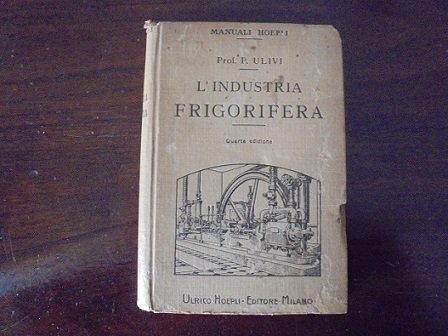 MANUALI HOEPLI
Prof. P. ULIVI
L'INDUSTRIA
FRIGORIFERA
Quarta edizione
ULRICO HOEPLI - EDITORE - MILANO